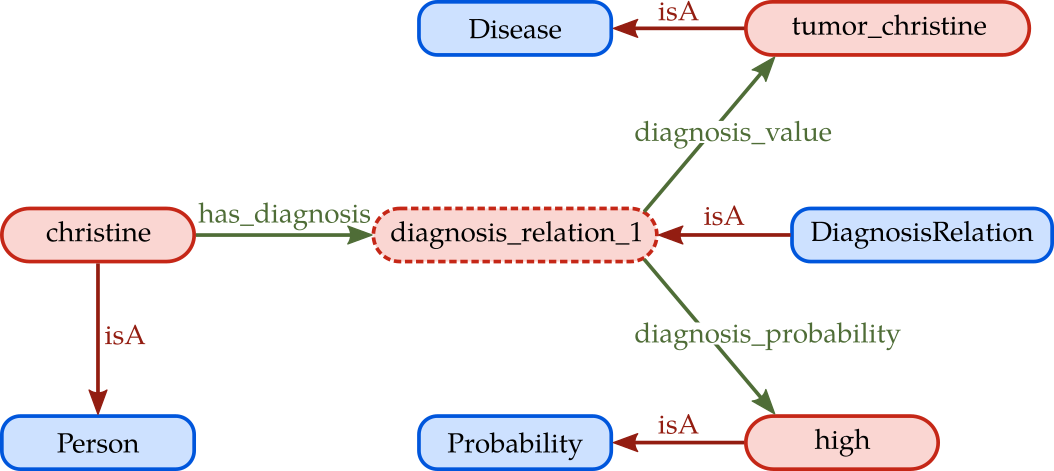 Disease
isA
tumor_christine
diagnosis_value
christine
has_diagnosis
diagnosis_relation_1
isA
DiagnosisRelation
isA
diagnosis_probability
Person
Probability
isA
high